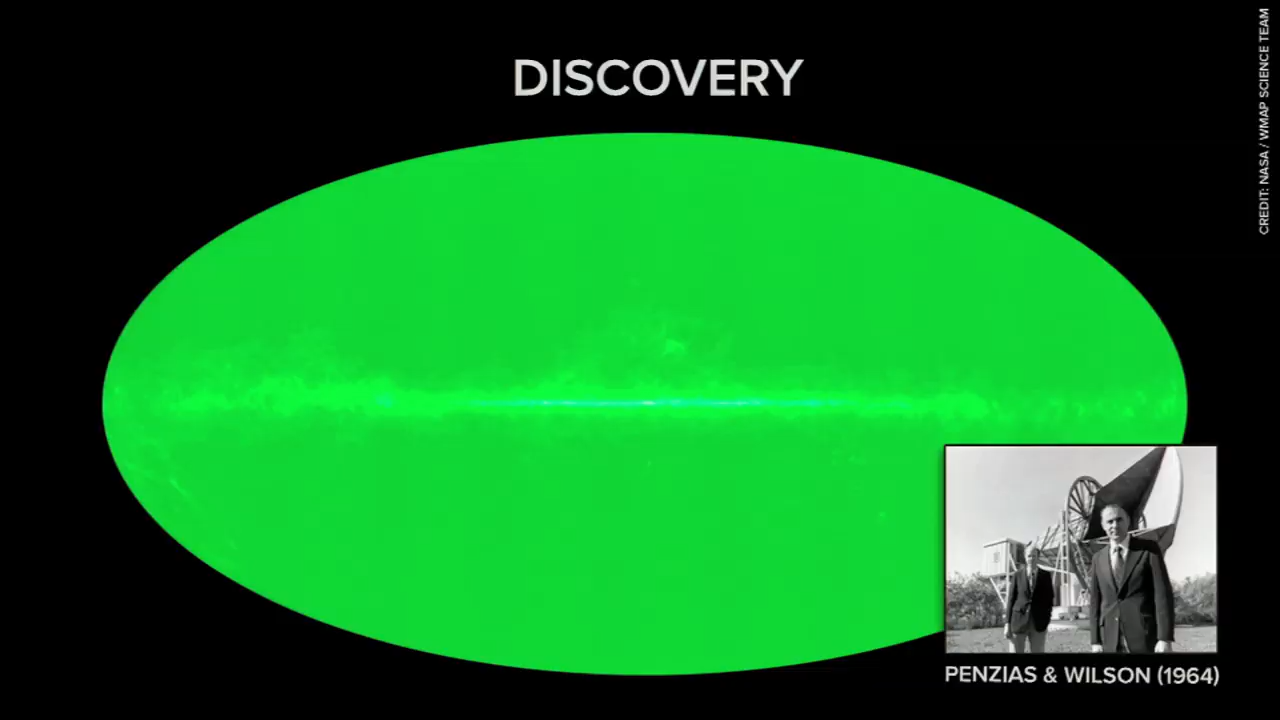 DISCOVERY
CREDIT: NASA / WMAP SCIENCE TEAM
PENZIAS & WILSON (1964)